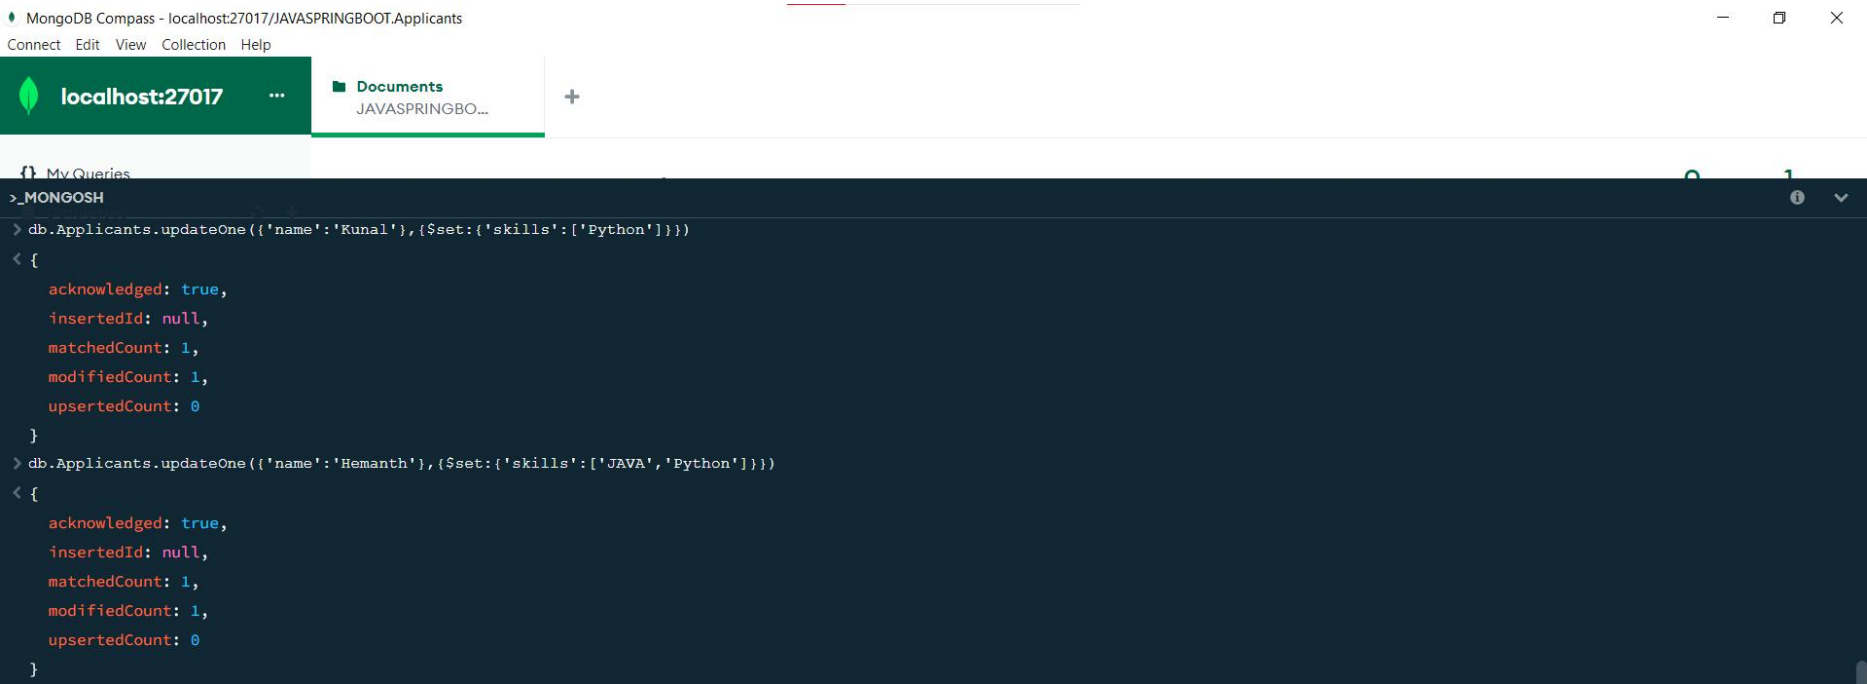 MongoDB Compass - localhost:27017/JAVASPRINGBOOT.Applicants
Connect Edit View Collection Help
localhost:27017 ...
Documents
JAVASPRINGBO...
{} My Queries
>_MONGOSH
> db.Applicants.updateOne({'name':'Kunal'},{$set:{'skills':['Python']}})
< {
acknowledged: true,
insertedId: null,
matchedCount: 1,
modifiedCount: 1,
upsertedCount: 0
}
> db.Applicants.updateOne({'name':'Hemanth'},{$set:{'skills':['JAVA','Python']}})
< {
acknowledged: true,
insertedId: null,
matchedCount: 1,
modifiedCount: 1,
upsertedCount: 0
}